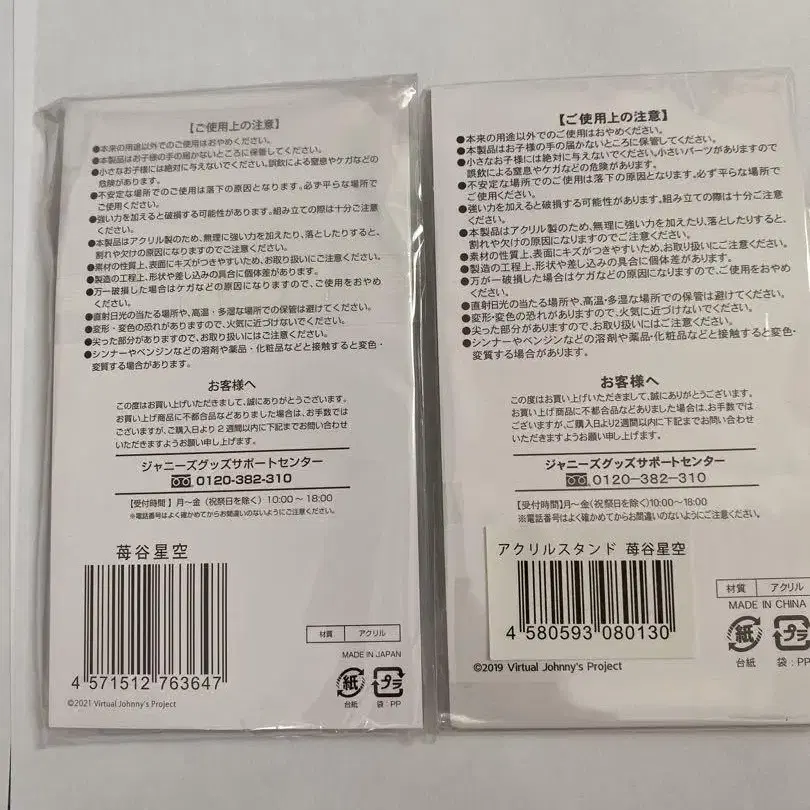 【ご使用上の注意】
●本来の用途以外でのご使用はおやめください。
●本製品はお子様の手の届かないところに保管してください。
●小さなお子様には絶対に与えないでください。誤飲による窒息やケガなどの
危険があります。
●不安定な場所でのご使用は落下の原因となります。必ず平らな場所で
ご使用ください。
●強い力を加えると破損する可能性があります。組み立ての際は十分ご注意
ください。
●本製品はアクリル製のため、無理に強い力を加えたり、落としたりすると、
割れや欠けの原因になりますのでご注意ください。
●素材の性質上、表面にキズがつきやすいため、お取り扱いにご注意ください。
●製造の工程上、形状や差し込みの具合に個体差があります。
●万一破損した場合はケガなどの原因になりますので、ご使用をおやめ
ください。
●直射日光の当たる場所や、高温・多湿な場所での保管は避けてください。
●変形・変色の恐れがありますので、火気に近づけないでください。
●尖った部分がありますので、お取り扱いにはご注意ください。
●シンナーやベンジンなどの溶剤や薬品・化粧品などと接触すると変色・
変質する場合があります。
お客様へ
この度はお買い上げいただきまして、誠にありがとうございます。
お買い上げ商品に不都合品などありました場合は、お手数では
ございますが、ご購入日より2週間以内に下記までお問い合わせ
いただきますようお願い申し上げます。
ジャニーズグッズサポートセンター
0120-382-310
【受付時間】月〜金(祝祭日を除く)10:00〜18:00
※電話番号はよく確かめてからお間違いのないようにご注意ください。
苺谷星空
4 571512 763647
©2021 Virtual Johnny's Project
材質 アクリル
MADE IN JAPAN
紙 プラ
台紙 袋:PP
【ご使用上の注意】
●本来の用途以外でのご使用はおやめください。
●本製品はお子様の手の届かないところに保管してください。
●小さなお子様には絶対に与えないでください。小さいパーツがありますので
誤飲による窒息やケガなどの危険があります。
●不安定な場所でのご使用は落下の原因となります。必ず平らな場所で
ご使用ください。
●強い力を加えると破損する可能性があります。組み立ての際は十分ご注意
ください。
●本製品はアクリル製のため、無理に強い力を加えたり、落としたりすると、
割れや欠けの原因になりますのでご注意ください。
●素材の性質上、表面にキズがつきやすいため、お取り扱いにご注意ください。
●製造の工程上、形状や差し込みの具合に個体差があります。
●万が一破損した場合はケガなどの原因になりますので、ご使用をおやめ
ください。
●直射日光の当たる場所や、高温・多湿な場所での保管は避けてください。
●変形・変色の恐れがありますので、火気に近づけないでください。
●尖った部分がありますので、お取り扱いにはご注意ください。
●シンナーやベンジンなどの溶剤や薬品・化粧品などと接触すると変色・
変質する場合があります。
お客様へ
この度はお買い上げいただきまして、誠にありがとうございます。
お買い上げ商品に不都合品などありました場合は、お手数では
ございますが、ご購入日より2週間以内に下記までお問い合わせ
いただきますようお願い申し上げます。
ジャニーズグッズサポートセンター
0120-382-310
【受付時間】月〜金(祝祭日を除く)10:00〜18:00
※電話番号はよく確かめてからお間違いのないようにご注意ください。
アクリルスタンド 苺谷星空
4 580593 080130
材質 アクリル
MADE IN CHINA
紙 プラ
台紙 袋:PP
©2019 Virtual Johnny's Project